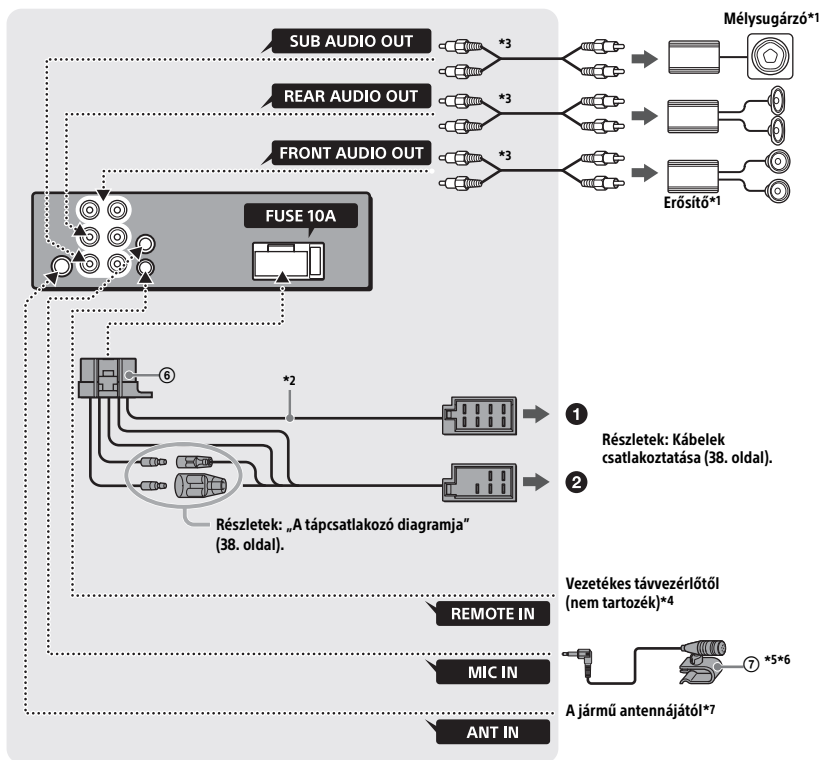 Mélysugárzó*1
SUB AUDIO OUT
*3
REAR AUDIO OUT
*3
FRONT AUDIO OUT
*3
Erősítő*1
FUSE 10A
⑥
*2
❶
Részletek: Kábelek
csatlakoztatása (38. oldal).
❷
Részletek: „A tápcsatlakozó diagramja”
(38. oldal).
Vezetékes távvezérlőtől
(nem tartozék)*4
REMOTE IN
⑦ *5*6
MIC IN
A jármű antennájától*7
ANT IN